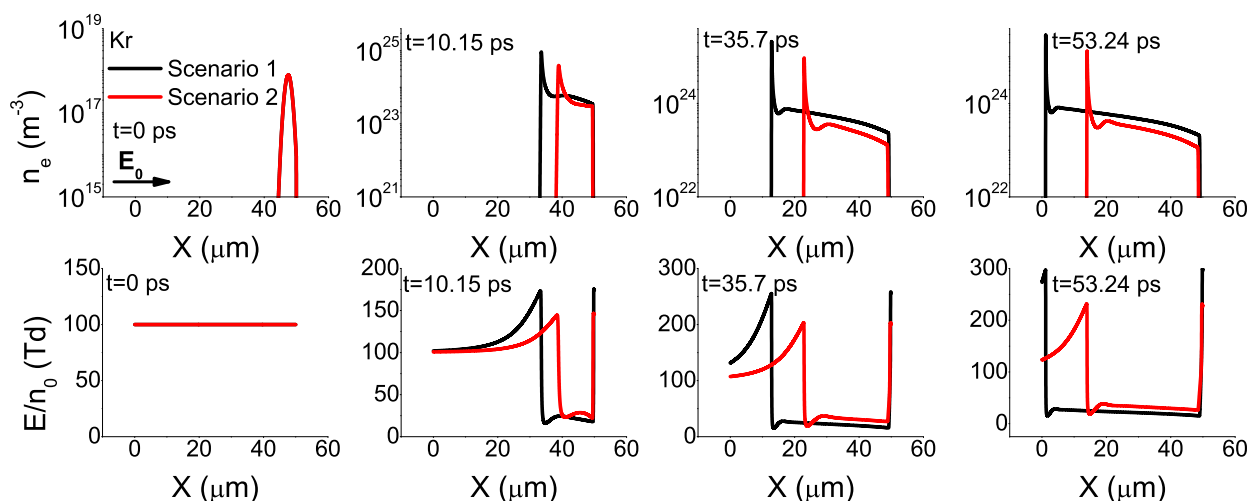 10^19
10^17
10^15
n_e (m^-3)
Kr
Scenario 1
Scenario 2
t=0 ps
E_0
0 20 40 60
X (μm)
10^25
10^23
10^21
t=10.15 ps
0 20 40 60
X (μm)
10^24
10^22
t=35.7 ps
0 20 40 60
X (μm)
10^24
10^22
t=53.24 ps
0 20 40 60
X (μm)
150
100
50
0
E/n_0 (Td)
t=0 ps
0 20 40 60
X (μm)
200
150
100
50
0
t=10.15 ps
0 20 40 60
X (μm)
300
200
100
0
t=35.7 ps
0 20 40 60
X (μm)
300
200
100
0
t=53.24 ps
0 20 40 60
X (μm)